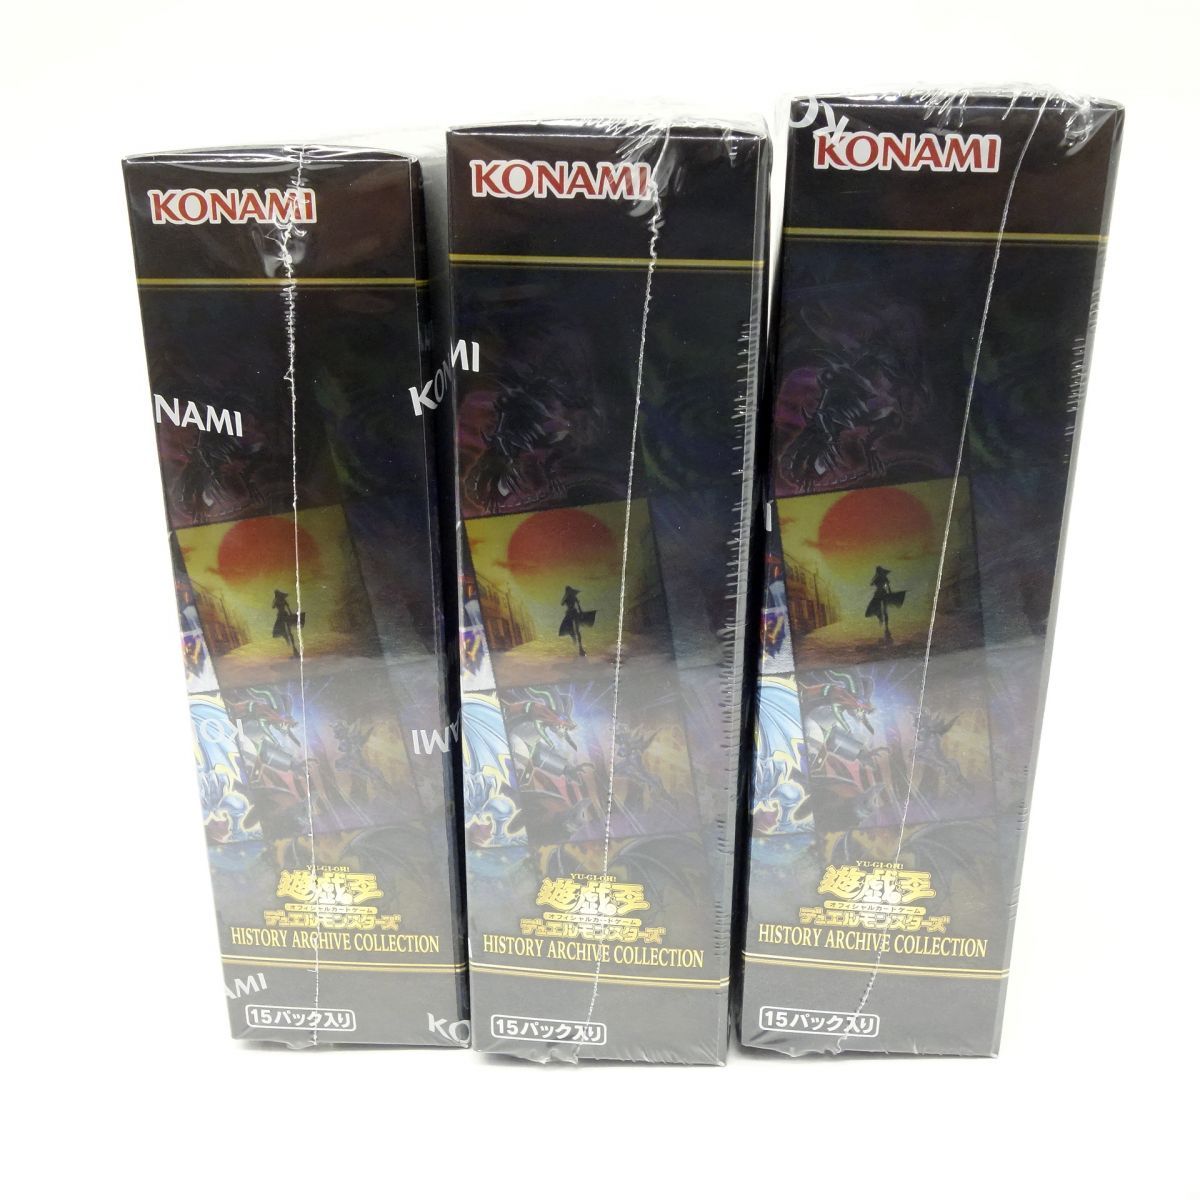 KONAMI
NAMI
KO
AMI
KO
YU-GI-OH!
遊戯王
オフィシャルカードゲーム
デュエルモンスターズ
HISTORY ARCHIVE COLLECTION
15パック入り
KONAMI
MI
AMI
YU-GI-OH!
遊戯王
オフィシャルカードゲーム
デュエルモンスターズ
HISTORY ARCHIVE COLLECTION
15パック入り
KO
KONAMI
YU-GI-OH!
遊戯王
オフィシャルカードゲーム
デュエルモンスターズ
HISTORY ARCHIVE COLLECTION
15パック入り